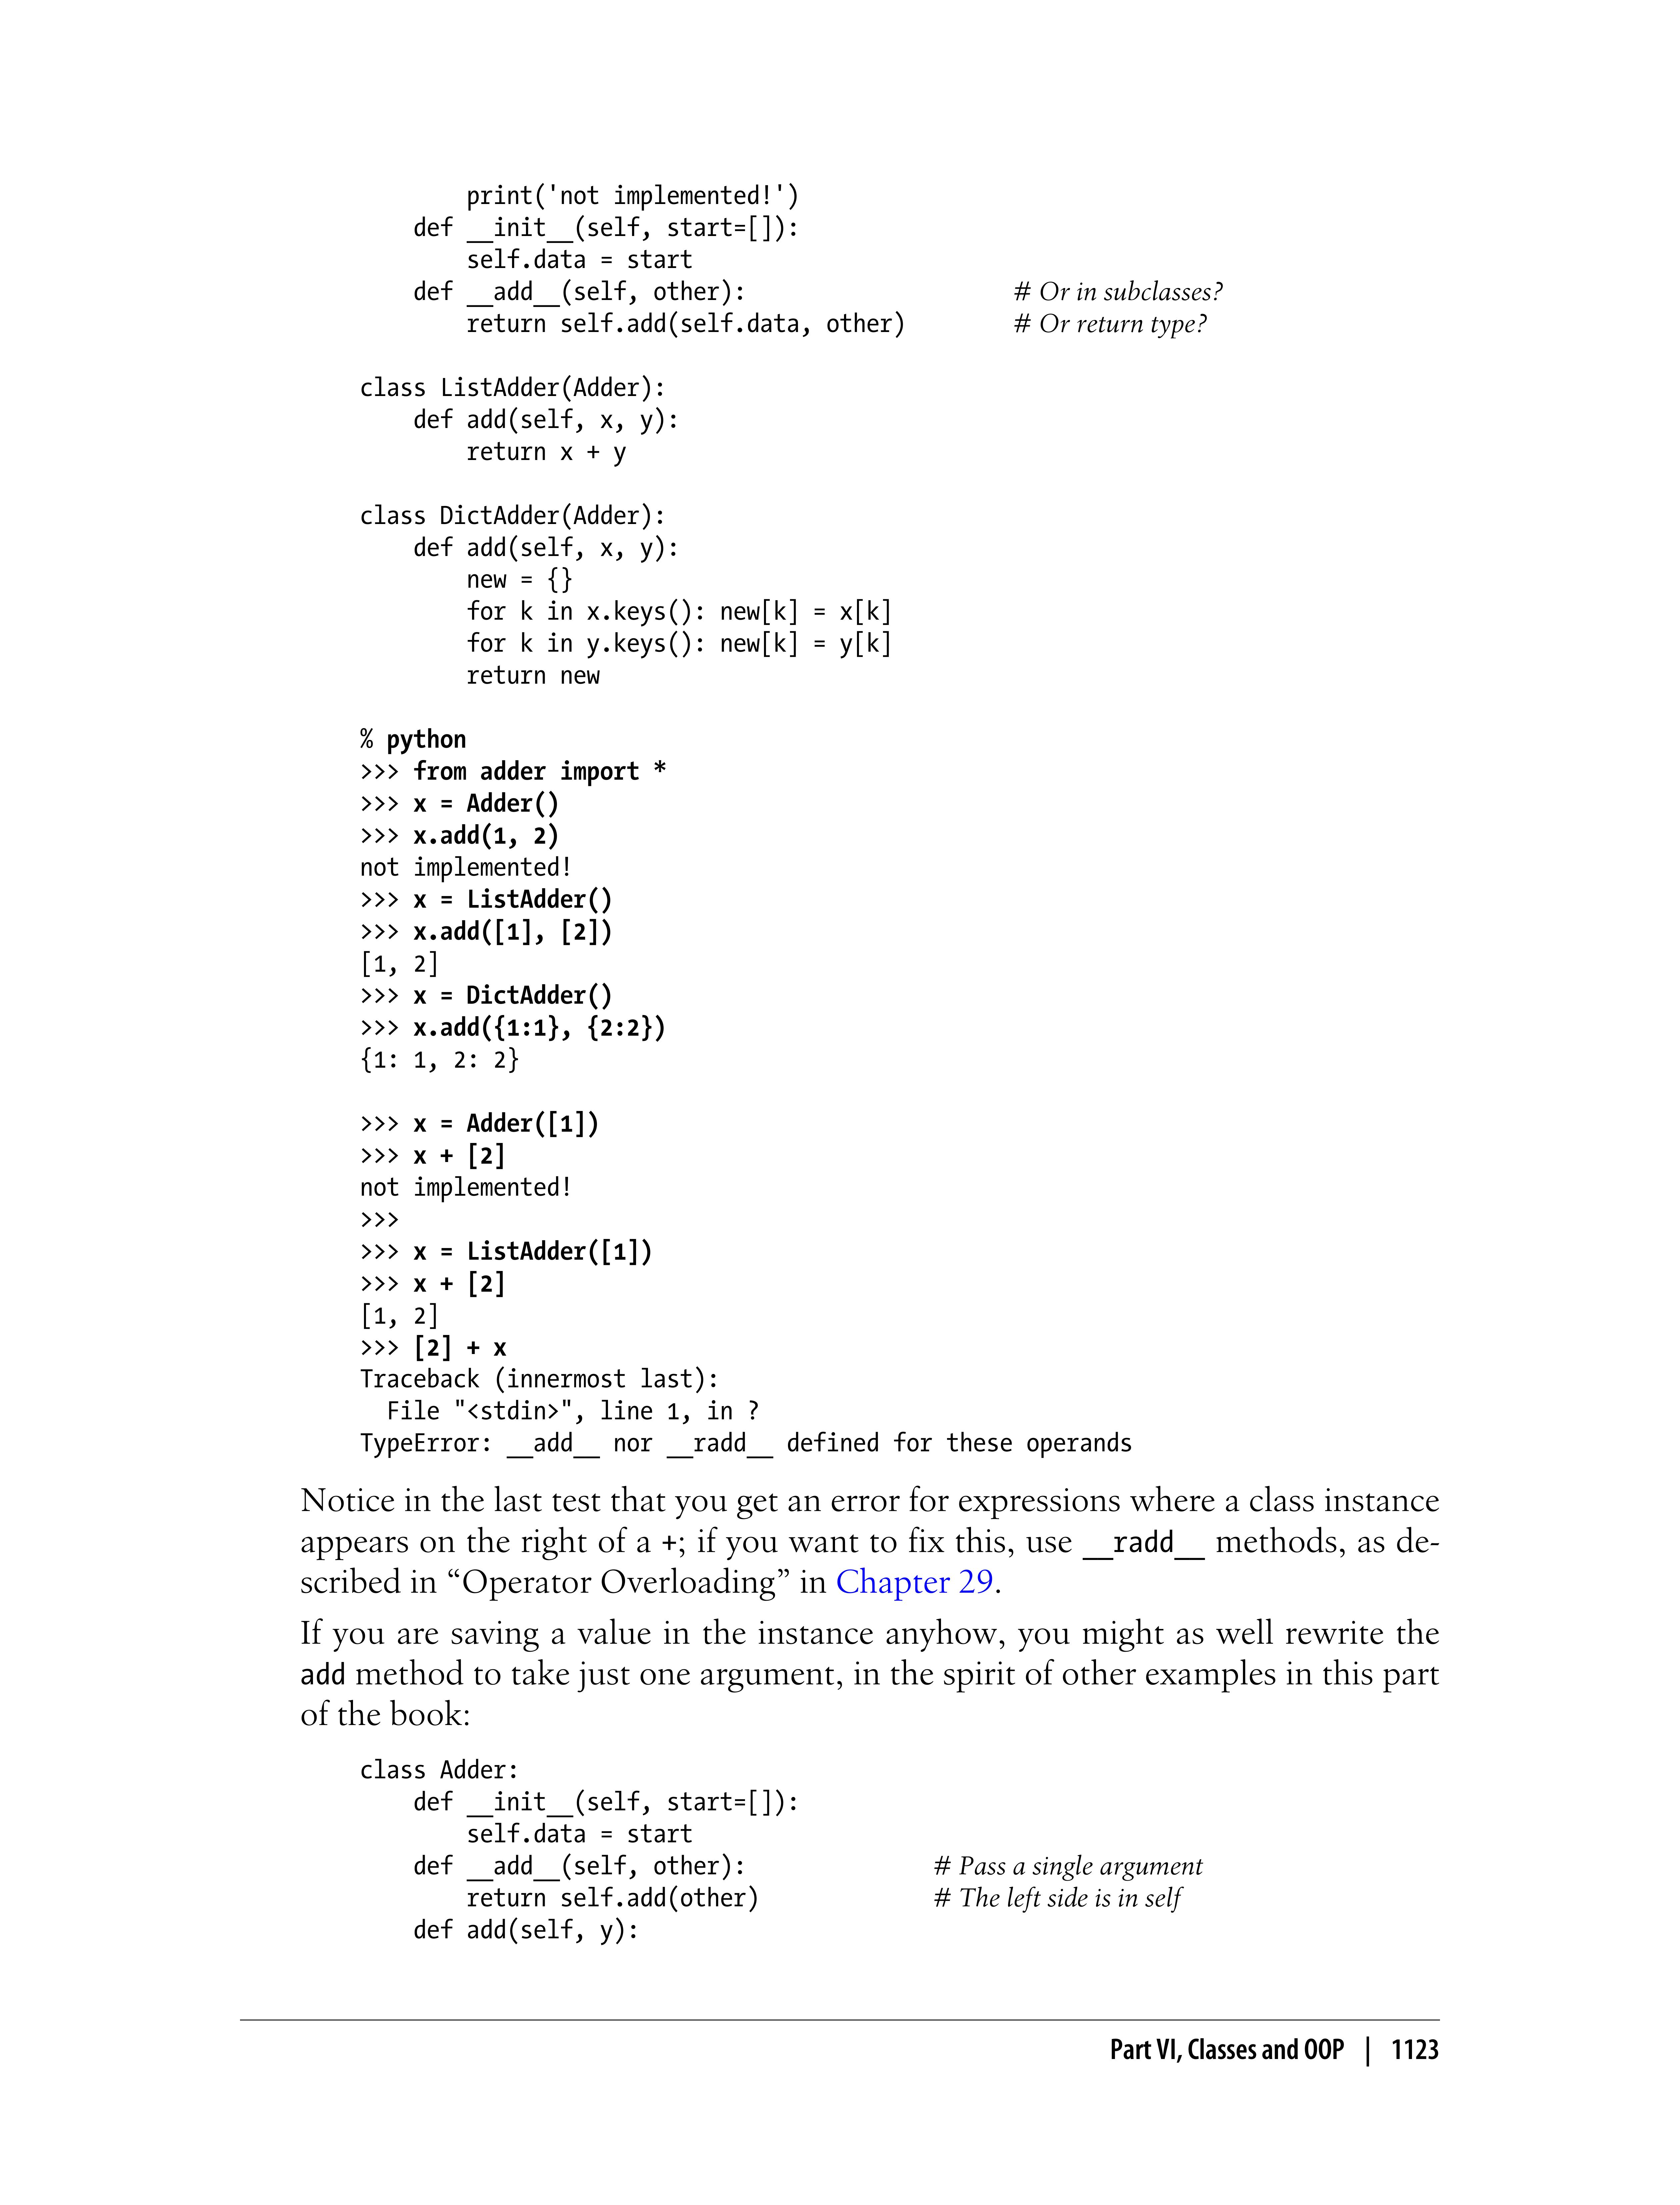 print('not implemented!')
    def __init__(self, start=[]):
        self.data = start
    def __add__(self, other):                    # Or in subclasses?
        return self.add(self.data, other)        # Or return type?

class ListAdder(Adder):
    def add(self, x, y):
        return x + y

class DictAdder(Adder):
    def add(self, x, y):
        new = {}
        for k in x.keys(): new[k] = x[k]
        for k in y.keys(): new[k] = y[k]
        return new

% python
>>> from adder import *
>>> x = Adder()
>>> x.add(1, 2)
not implemented!
>>> x = ListAdder()
>>> x.add([1], [2])
[1, 2]
>>> x = DictAdder()
>>> x.add({1:1}, {2:2})
{1: 1, 2: 2}

>>> x = Adder([1])
>>> x + [2]
not implemented!
>>>
>>> x = ListAdder([1])
>>> x + [2]
[1, 2]
>>> [2] + x
Traceback (innermost last):
  File "<stdin>", line 1, in ?
TypeError: __add__ nor __radd__ defined for these operands
Notice in the last test that you get an error for expressions where a class instance
appears on the right of a +; if you want to fix this, use __radd__ methods, as de-
scribed in “Operator Overloading” in Chapter 29.
If you are saving a value in the instance anyhow, you might as well rewrite the
add method to take just one argument, in the spirit of other examples in this part
of the book:
class Adder:
    def __init__(self, start=[]):
        self.data = start
    def __add__(self, other):              # Pass a single argument
        return self.add(other)             # The left side is in self
    def add(self, y):
Part VI, Classes and OOP | 1123